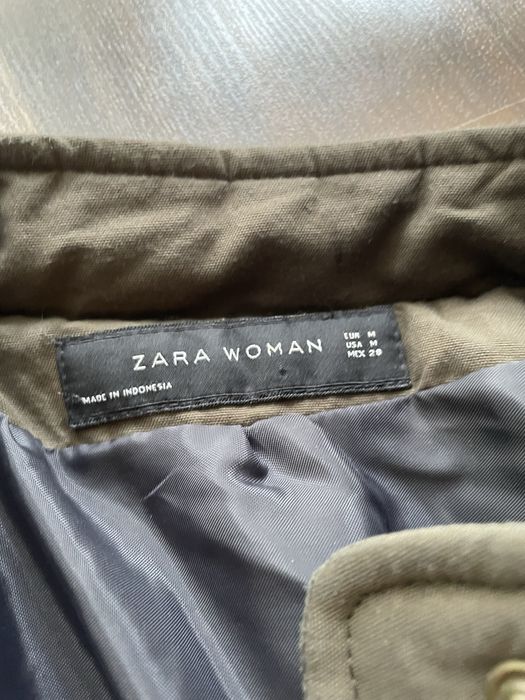 ZARA WOMAN
EUR M
USA M
MEX 28
MADE IN INDONESIA